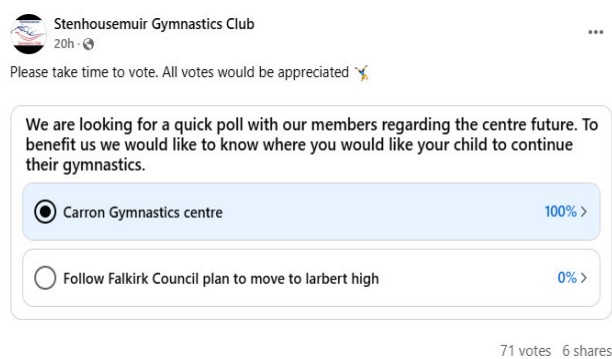 Stenhousemuir Gymnastics Club
20h
Please take time to vote. All votes would be appreciated 🤸
We are looking for a quick poll with our members regarding the centre future. To
benefit us we would like to know where you would like your child to continue
their gymnastics.
Carron Gymnastics centre 100% >
Follow Falkirk Council plan to move to larbert high 0% >
71 votes 6 shares